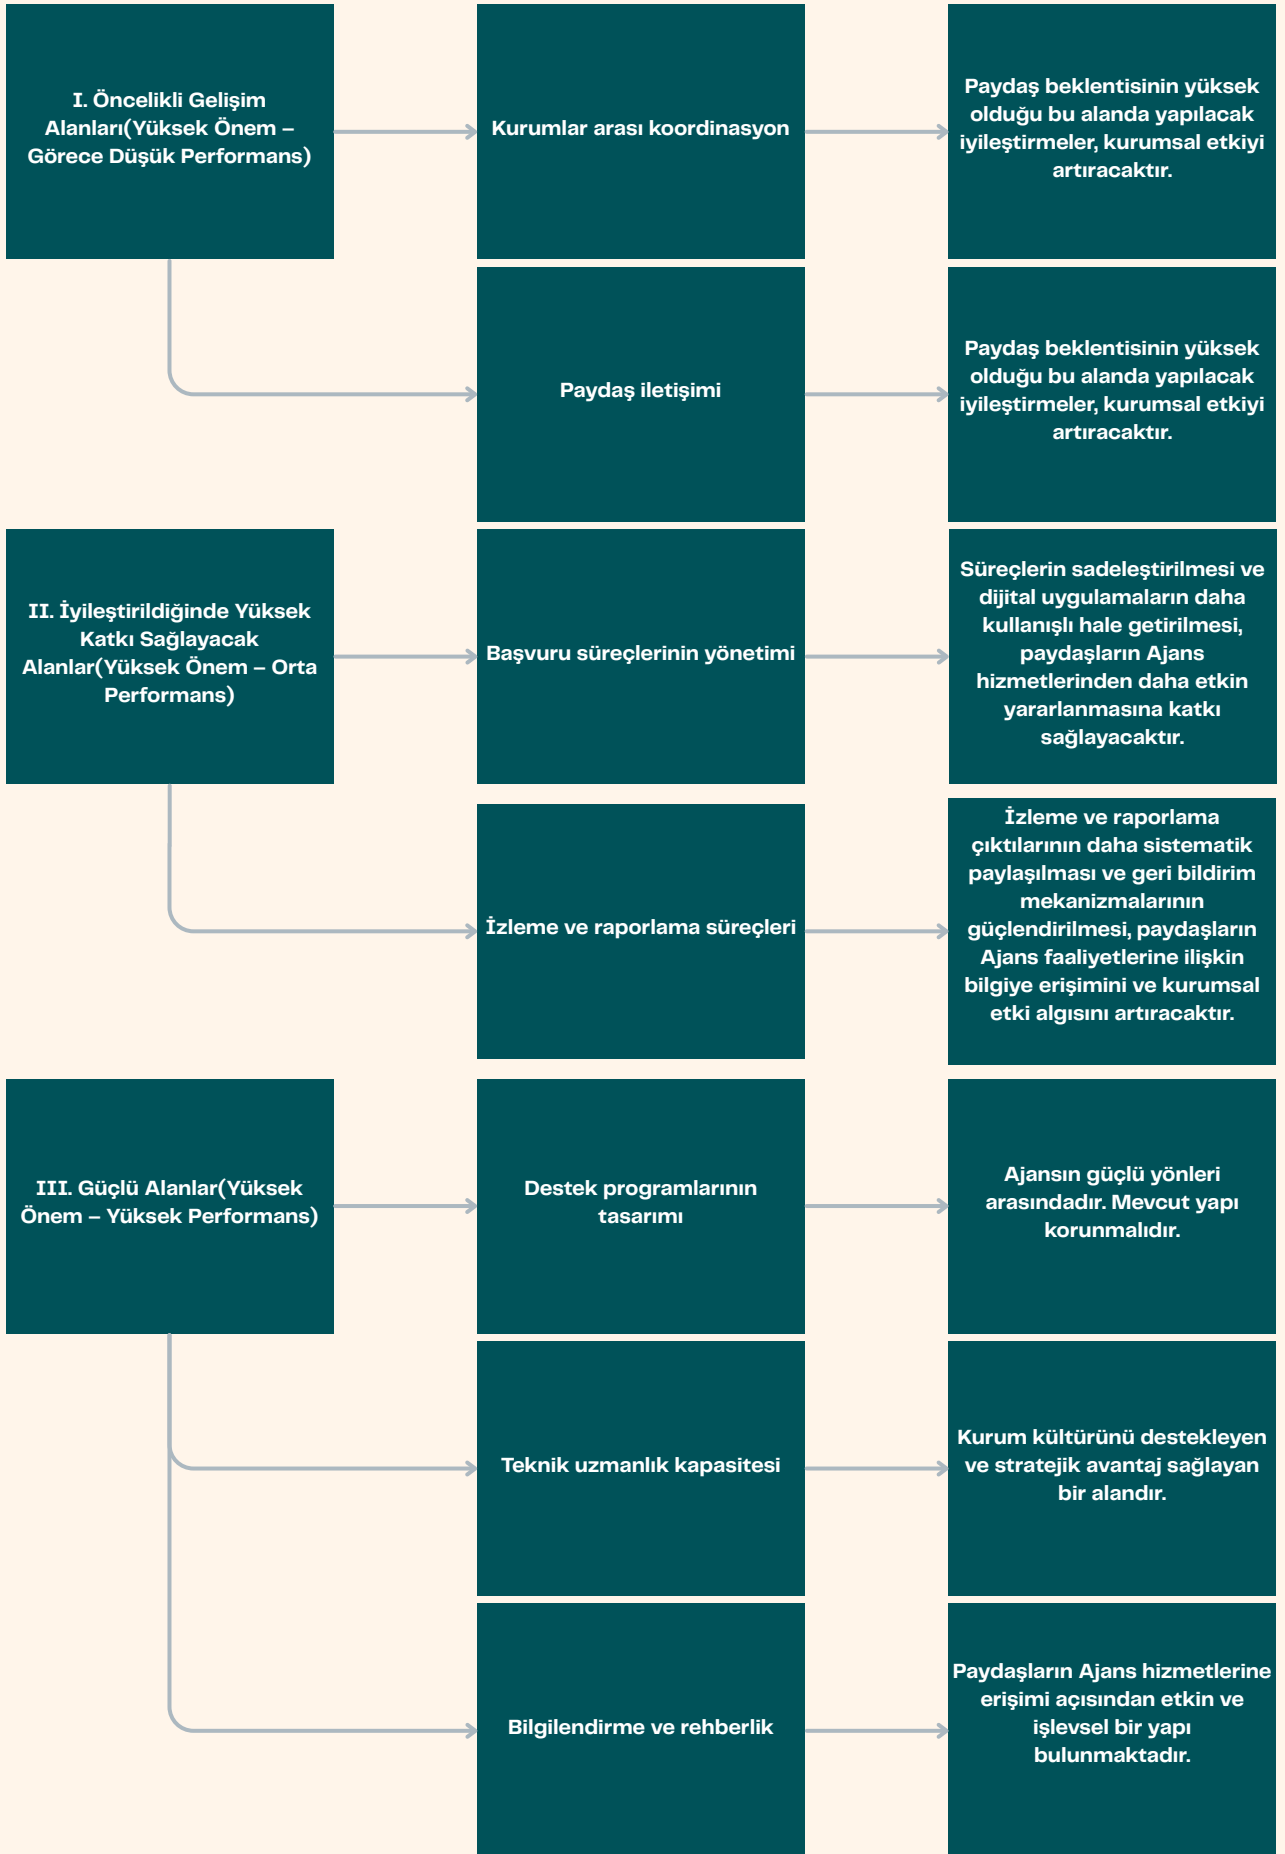 I. Öncelikli Gelişim
Alanları(Yüksek Önem –
Görece Düşük Performans)
Kurumlar arası koordinasyon
Paydaş beklentisinin yüksek
olduğu bu alanda yapılacak
iyileştirmeler, kurumsal etkiyi
artıracaktır.
Paydaş iletişimi
Paydaş beklentisinin yüksek
olduğu bu alanda yapılacak
iyileştirmeler, kurumsal etkiyi
artıracaktır.
II. İyileştirildiğinde Yüksek
Katkı Sağlayacak
Alanlar(Yüksek Önem – Orta
Performans)
Başvuru süreçlerinin yönetimi
Süreçlerin sadeleştirilmesi ve
dijital uygulamaların daha
kullanışlı hale getirilmesi,
paydaşların Ajans
hizmetlerinden daha etkin
yararlanmasına katkı
sağlayacaktır.
İzleme ve raporlama süreçleri
İzleme ve raporlama
çıktılarının daha sistematik
paylaşılması ve geri bildirim
mekanizmalarının
güçlendirilmesi, paydaşların
Ajans faaliyetlerine ilişkin
bilgiye erişimini ve kurumsal
etki algısını artıracaktır.
III. Güçlü Alanlar(Yüksek
Önem – Yüksek Performans)
Destek programlarının
tasarımı
Ajansın güçlü yönleri
arasındadır. Mevcut yapı
korunmalıdır.
Teknik uzmanlık kapasitesi
Kurum kültürünü destekleyen
ve stratejik avantaj sağlayan
bir alandır.
Bilgilendirme ve rehberlik
Paydaşların Ajans hizmetlerine
erişimi açısından etkin ve
işlevsel bir yapı
bulunmaktadır.